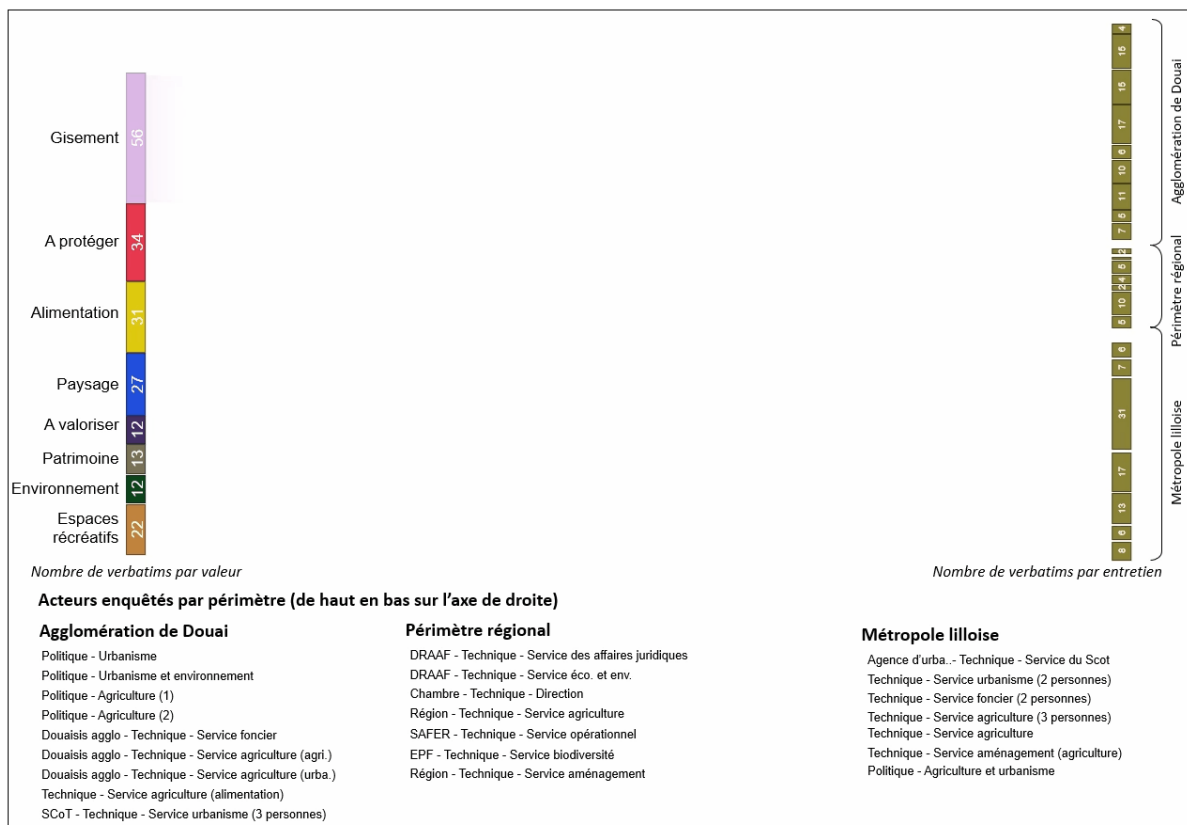 Gisement
56
A protéger
34
Alimentation
31
Paysage
27
A valoriser
12
Patrimoine
13
Environnement
12
Espaces
récréatifs
22
Nombre de verbatims par valeur
4
15
15
17
6
10
11
5
7
Agglomération de Douai
2
5
4
2
10
5
Périmètre régional
6
7
31
17
13
6
8
Métropole lilloise
Nombre de verbatims par entretien
Acteurs enquêtés par périmètre (de haut en bas sur l'axe de droite)
Agglomération de Douai
Politique - Urbanisme
Politique - Urbanisme et environnement
Politique - Agriculture (1)
Politique - Agriculture (2)
Douaisis agglo - Technique - Service foncier
Douaisis agglo - Technique - Service agriculture (agri.)
Douaisis agglo - Technique - Service agriculture (urba.)
Technique - Service agriculture (alimentation)
SCoT - Technique - Service urbanisme (3 personnes)
Périmètre régional
DRAAF - Technique - Service des affaires juridiques
DRAAF - Technique - Service éco. et env.
Chambre - Technique - Direction
Région - Technique - Service agriculture
SAFER - Technique - Service opérationnel
EPF - Technique - Service biodiversité
Région - Technique - Service aménagement
Métropole lilloise
Agence d'urba..- Technique - Service du Scot
Technique - Service urbanisme (2 personnes)
Technique - Service foncier (2 personnes)
Technique - Service agriculture (3 personnes)
Technique - Service agriculture
Technique - Service aménagement (agriculture)
Politique - Agriculture et urbanisme